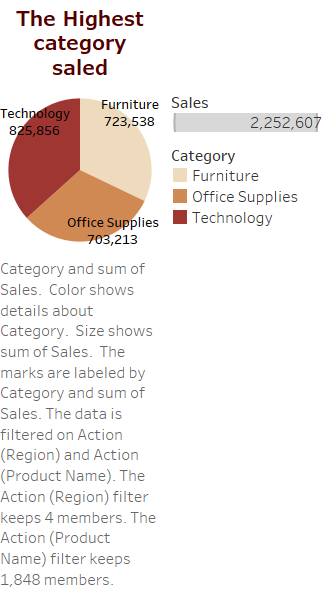 The Highest
category
saled
Technology
825,856
Furniture
723,538
Office Supplies
703,213
Sales
2,252,607
Category
Furniture
Office Supplies
Technology
Category and sum of
Sales.  Color shows
details about
Category.  Size shows
sum of Sales.  The
marks are labeled by
Category and sum of
Sales. The data is
filtered on Action
(Region) and Action
(Product Name). The
Action (Region) filter
keeps 4 members. The
Action (Product
Name) filter keeps
1,848 members.